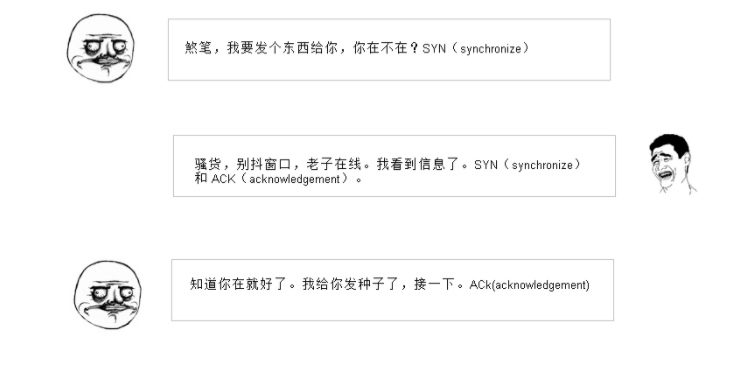 煞笔，我要发个东西给你，你在不在？SYN（synchronize）
骚货，别抖窗口，老子在线。我看到信息了。SYN（synchronize）
和 ACK（acknowledgement）。
知道你在就好了。我给你发种子了，接一下。ACk(acknowledgement)